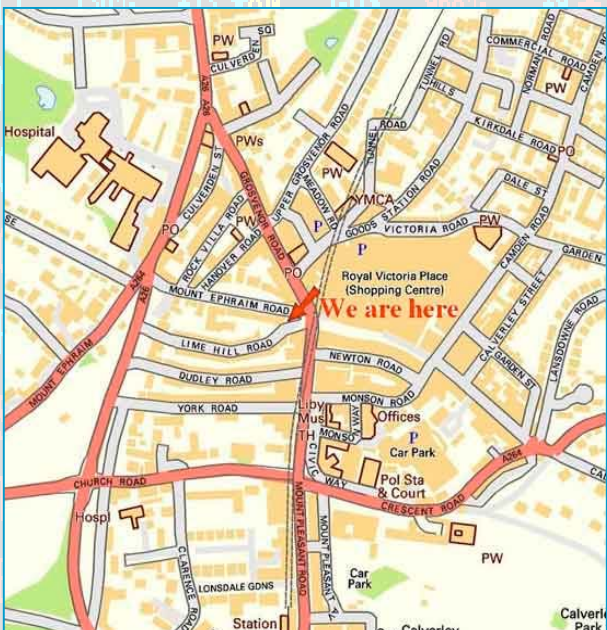 PW
CULVERDEN
SQ
TUNNEL RD
HILLS
COMMERCIAL ROAD
NORMAN ROAD
CAMDEN
PW
A26 A26
Hospital
PWs
UPPER GROSVENOR ROAD
TUNNEL ROAD
KIRKDALE ROAD
PO
CULVERDEN ST
GROSVENOR ROAD
PW
MEADOW RD
YMCA
DALE ST
PO
ROCK VILLA ROAD
HANOVER ROAD
PW
P
GOODS STATION ROAD
VICTORIA ROAD
PW
CAMDEN ROAD
P
GARDEN
SE
A264
A26
PO
Royal Victoria Place
(Shopping Centre)
MOUNT EPHRAIM ROAD
We are here
CALVERLEY STREET
LANSDOWNE ROAD
LIME HILL ROAD
NEWTON ROAD
GARDEN ST
MOUNT EPHRAIM
DUDLEY ROAD
MONSON ROAD
YORK ROAD
Liby
Mus
TH
MONSON WAY
Offices
P
Car Park
CIVIC WAY
A264
Pol Sta
& Court
CHURCH ROAD
CRESCENT ROAD
CAL
Hospl
MOUNT PLEASANT ROAD
MOUNT PLEASANT AV
PW
CLARENCE ROAD
LONSDALE GDNS
Car
Park
Station
Calverley
Calverley
Park